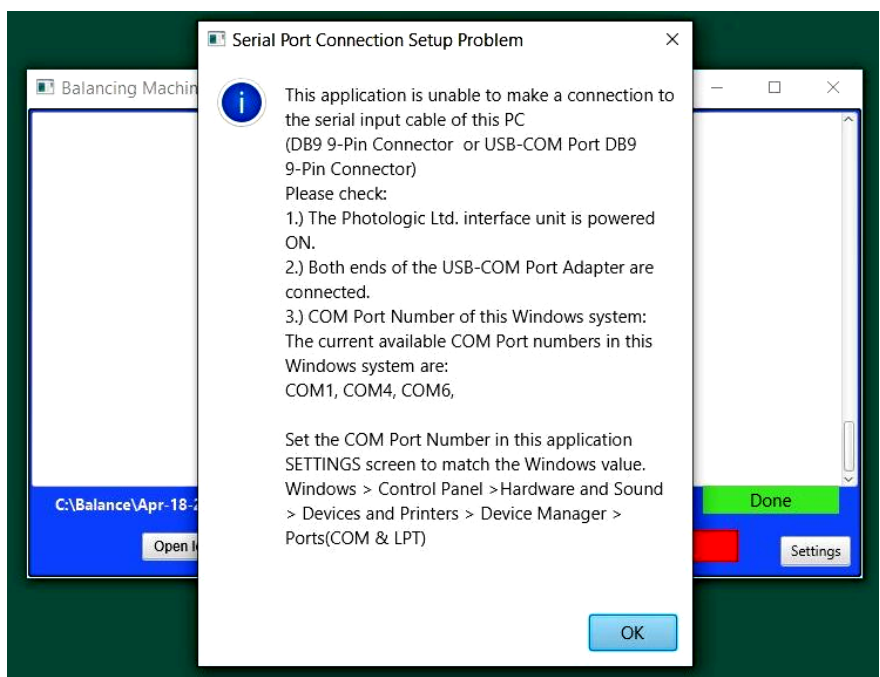 Serial Port Connection Setup Problem
Balancing Machin
This application is unable to make a connection to
the serial input cable of this PC
(DB9 9-Pin Connector or USB-COM Port DB9
9-Pin Connector)
Please check:
1.) The Photologic Ltd. interface unit is powered
ON.
2.) Both ends of the USB-COM Port Adapter are
connected.
3.) COM Port Number of this Windows system:
The current available COM Port numbers in this
Windows system are:
COM1, COM4, COM6,
Set the COM Port Number in this application
SETTINGS screen to match the Windows value.
Windows > Control Panel >Hardware and Sound
> Devices and Printers > Device Manager >
Ports(COM & LPT)
C:\Balance\Apr-18-2
Done
Open
Settings
OK